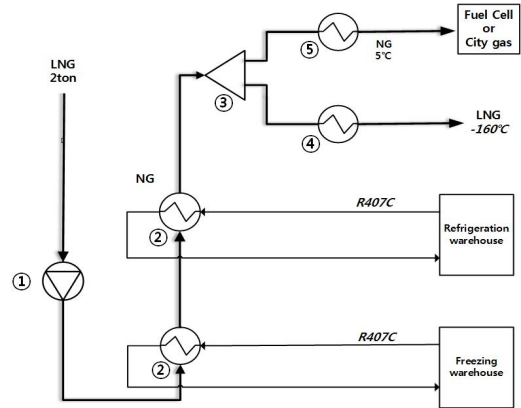 Fuel Cell
or
City gas
⑤
NG
5℃
LNG
2ton
③
LNG
-160℃
④
NG
R407C
②
Refrigeration
warehouse
①
R407C
②
Freezing
warehouse